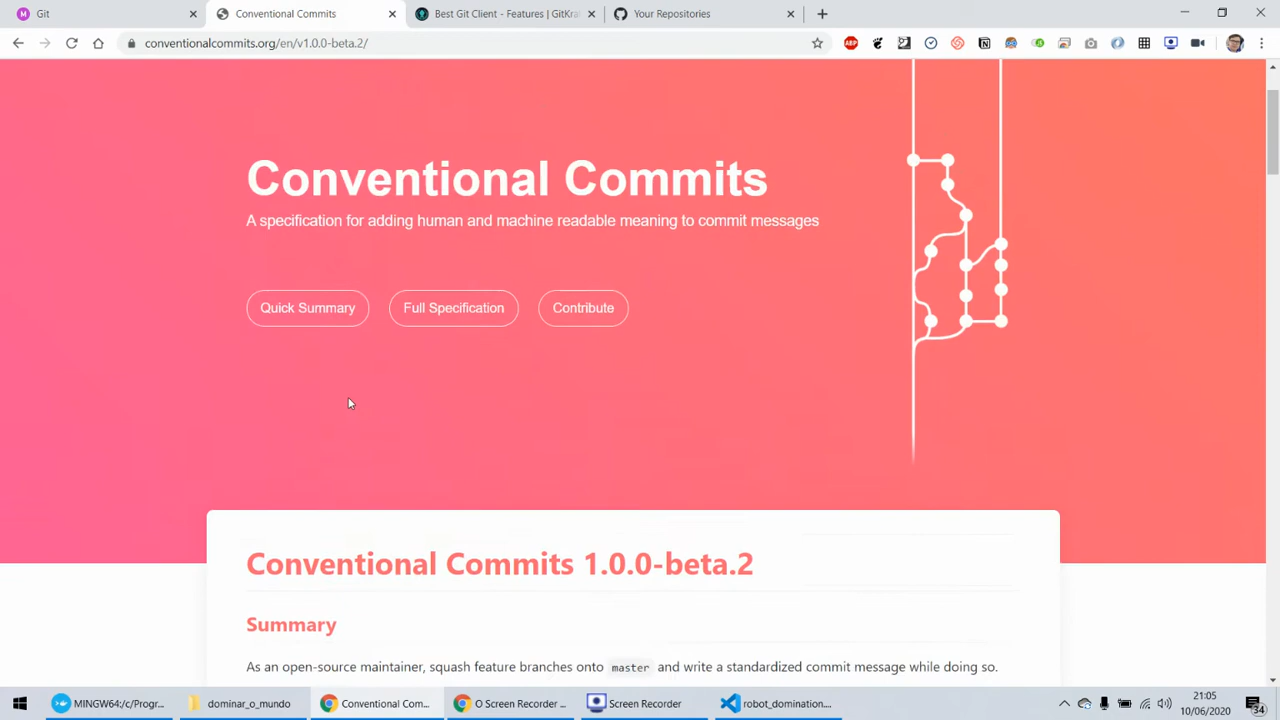 Git
Conventional Commits
Best Git Client - Features | GitKra
Your Repositories
conventionalcommits.org/en/v1.0.0-beta.2/
ABP
Conventional Commits
A specification for adding human and machine readable meaning to commit messages
Quick Summary
Full Specification
Contribute
Conventional Commits 1.0.0-beta.2
Summary
As an open-source maintainer, squash feature branches onto master and write a standardized commit message while doing so.
MINGW64:/c/Progr...
dominar_o_mundo
Conventional Com...
O Screen Recorder ...
Screen Recorder
robot_domination....
21:05
10/06/2020
34